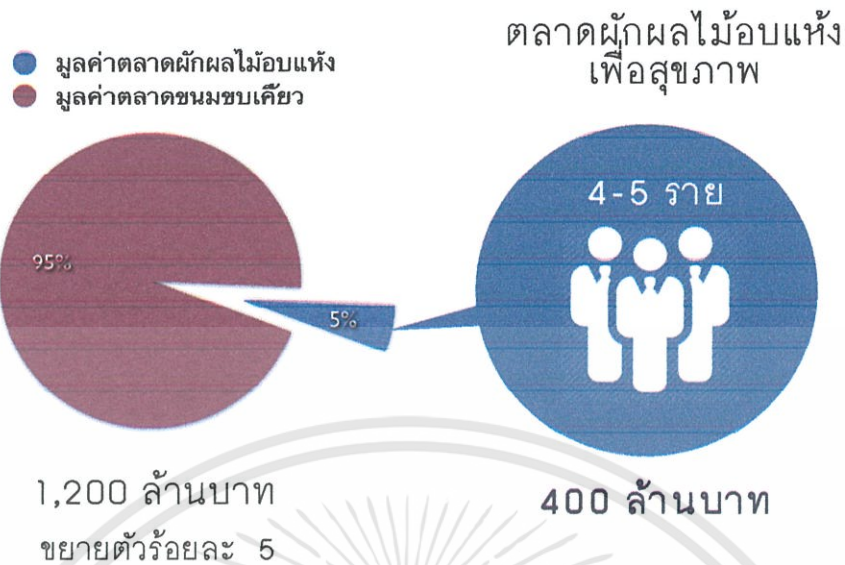 มูลค่าตลาดผักผลไม้อบแห้ง
มูลค่าตลาดขนมขบเคี้ยว
95%
5%
1,200 ล้านบาท
ขยายตัวร้อยละ 5
ตลาดผักผลไม้อบแห้ง
เพื่อสุขภาพ
4-5 ราย
400 ล้านบาท